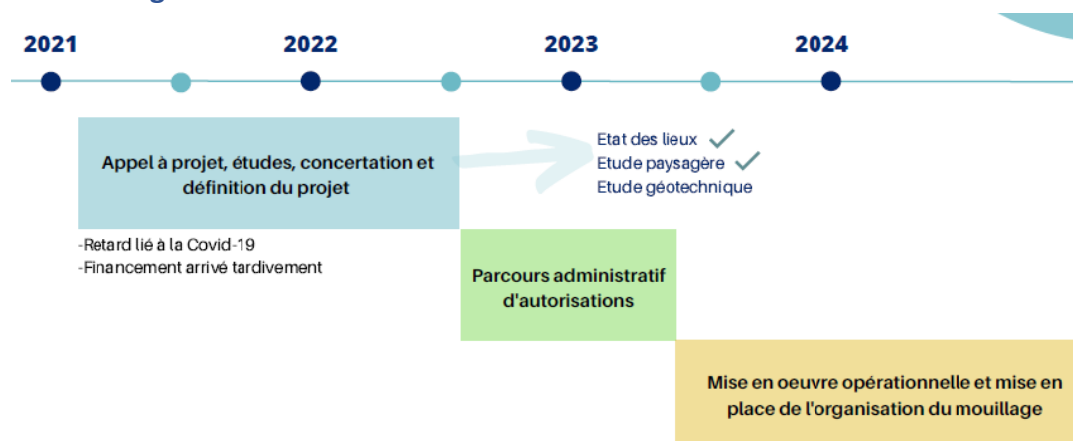 2021 2022 2023 2024
Appel à projet, études, concertation et
définition du projet
Etat des lieux
Etude paysagère
Etude géotechnique
-Retard lié à la Covid-19
-Financement arrivé tardivement
Parcours administratif
d'autorisations
Mise en oeuvre opérationnelle et mise en
place de l'organisation du mouillage